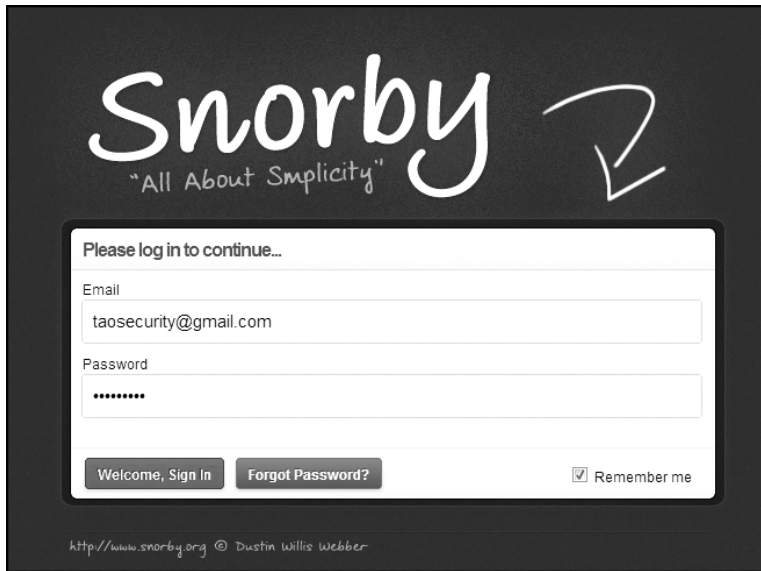 Snorby
"All About Smplicity"
Please log in to continue...
Email
taosecurity@gmail.com
Password
•••••••••
Welcome, Sign In
Forgot Password?
Remember me
http://www.snorby.org © Dustin Willis Webber